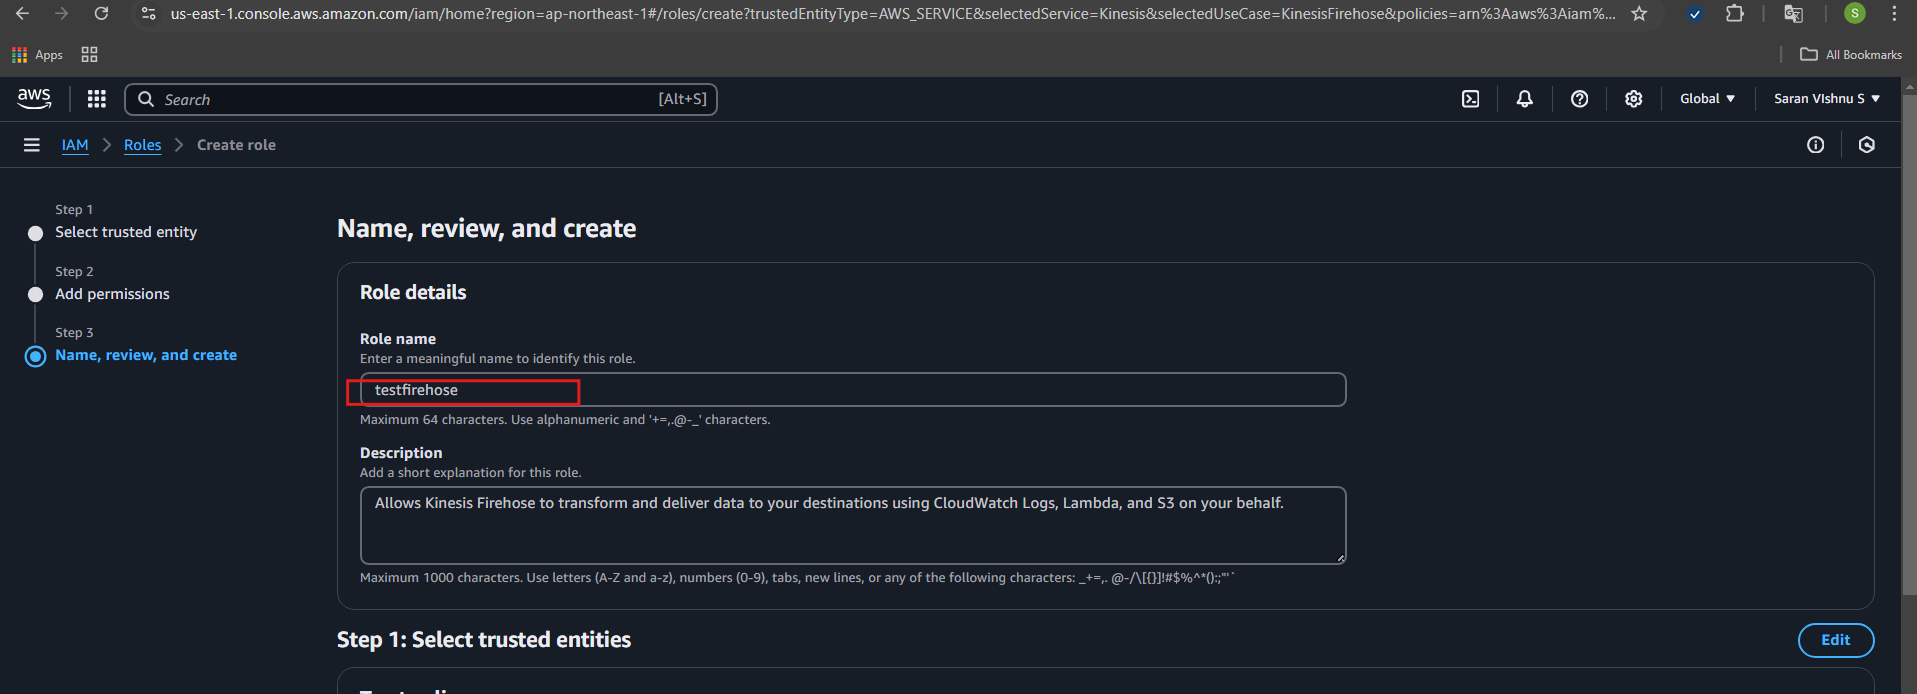 us-east-1.console.aws.amazon.com/iam/home?region=ap-northeast-1#/roles/create?trustedEntityType=AWS_SERVICE&selectedService=Kinesis&selectedUseCase=KinesisFirehose&policies=arn%3Aaws%3Aiam%... S
Apps All Bookmarks
aws Search [Alt+S] Global Saran VIshnu S
IAM Roles Create role
Step 1
Select trusted entity
Step 2
Add permissions
Step 3
Name, review, and create
Name, review, and create
Role details
Role name
Enter a meaningful name to identify this role.
testfirehose
Maximum 64 characters. Use alphanumeric and '+=,.@-_' characters.
Description
Add a short explanation for this role.
Allows Kinesis Firehose to transform and deliver data to your destinations using CloudWatch Logs, Lambda, and S3 on your behalf.
Maximum 1000 characters. Use letters (A-Z and a-z), numbers (0-9), tabs, new lines, or any of the following characters: _+=,. @-/\[{}]!#$%^*();:"'`
Step 1: Select trusted entities
Edit